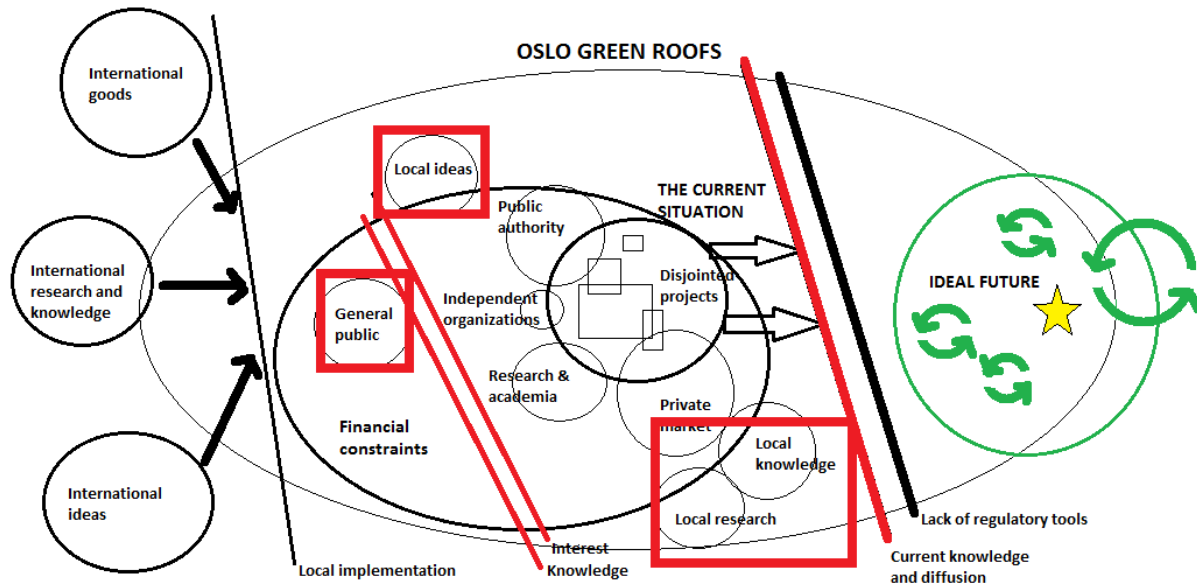 OSLO GREEN ROOFS
International
goods
Local ideas
Public
authority
THE CURRENT
SITUATION
International
research and
knowledge
General
public
Independent
organizations
Disjointed
projects
IDEAL FUTURE
Research &
academia
Financial
constraints
Private
market
Local
knowledge
International
ideas
Local research
Lack of regulatory tools
Interest
Knowledge
Local implementation
Current knowledge
and diffusion